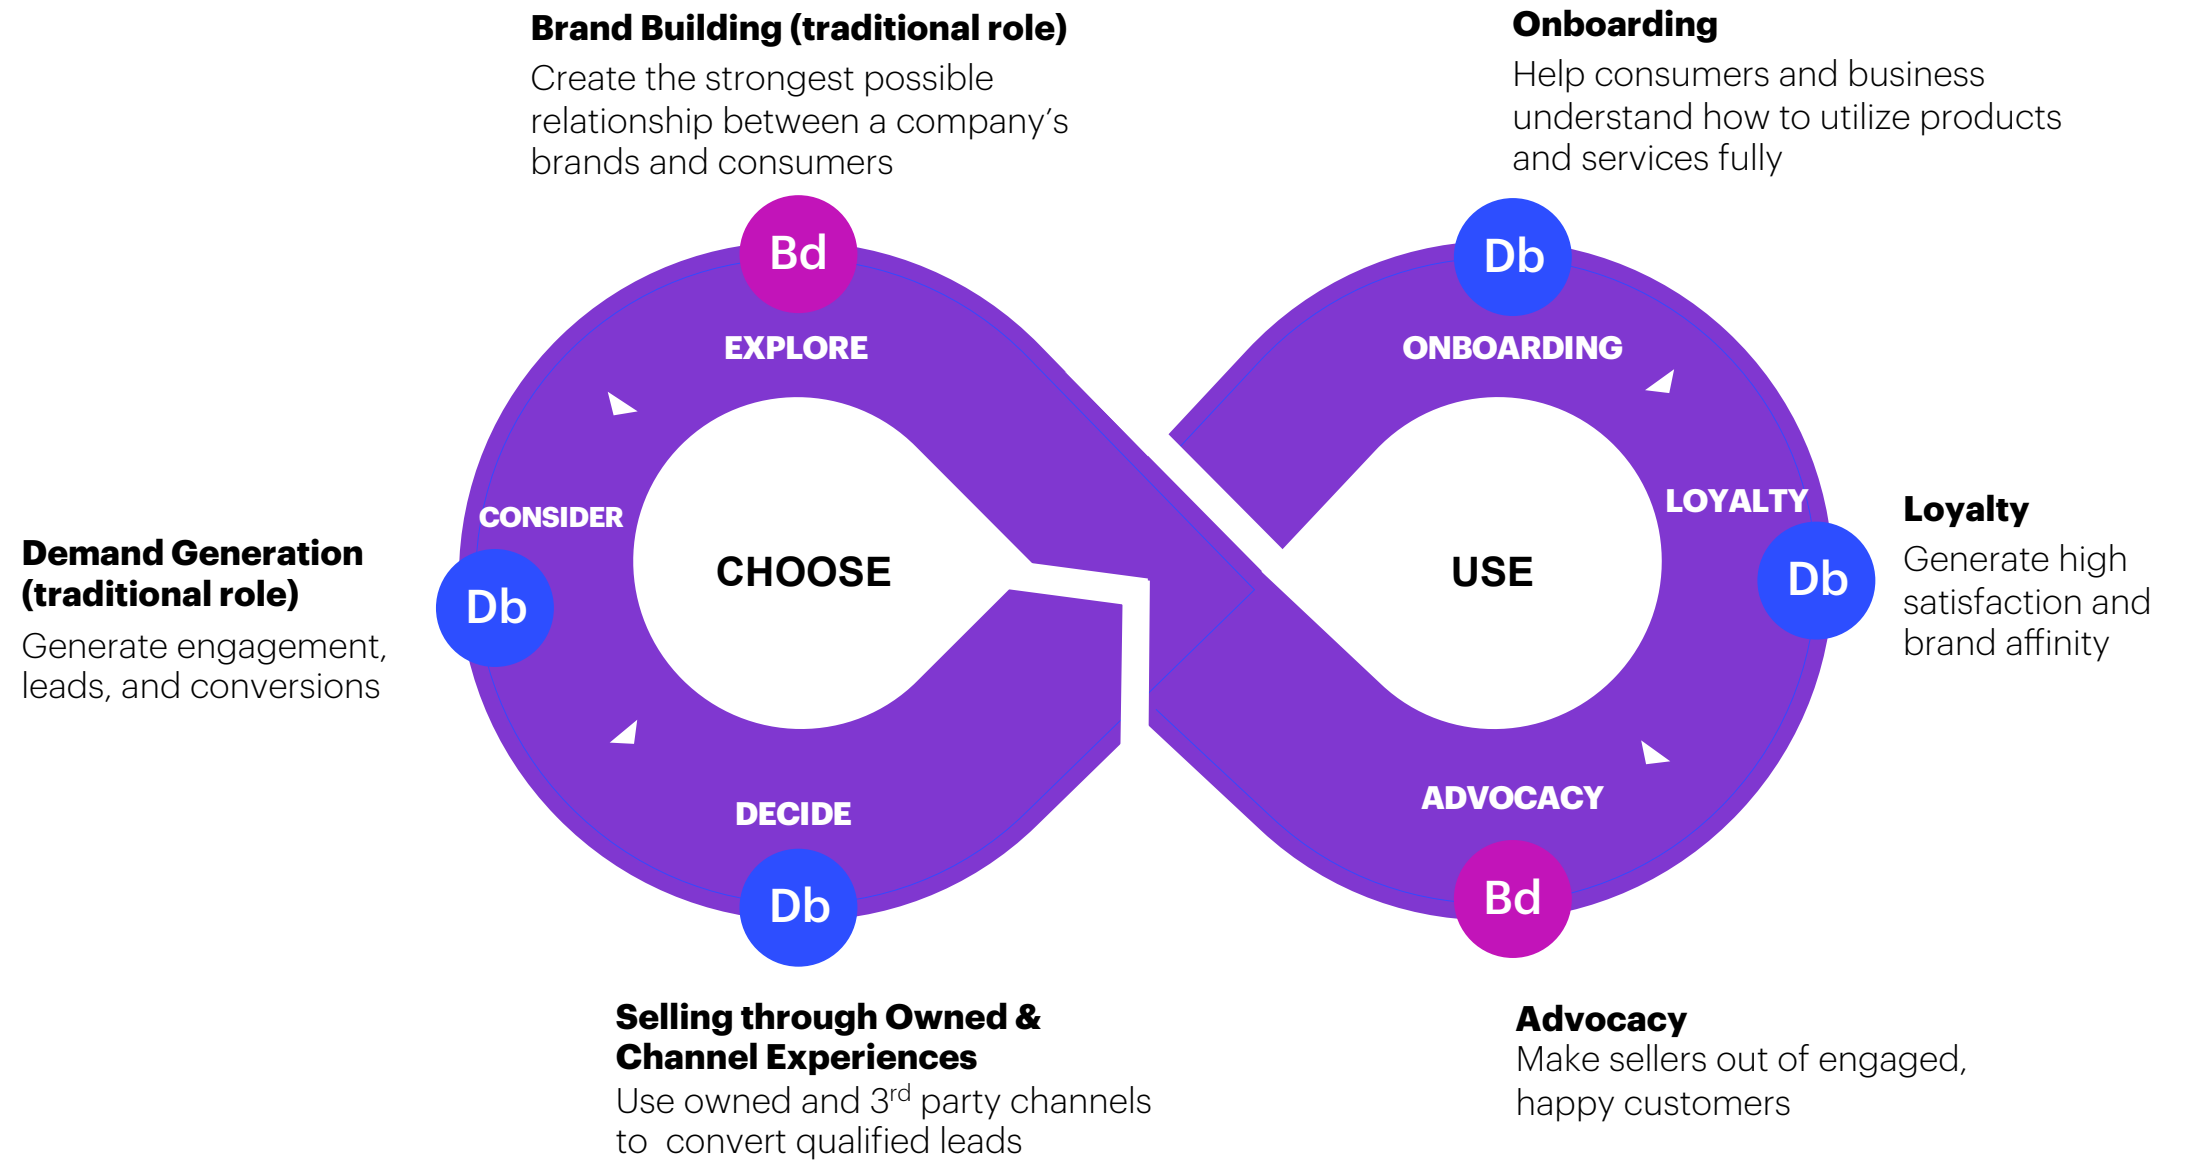 Brand Building (traditional role)
Create the strongest possible
relationship between a company’s
brands and consumers
Onboarding
Help consumers and business
understand how to utilize products
and services fully
Bd
EXPLORE
Db
ONBOARDING
CONSIDER
Db
Demand Generation
(traditional role)
Generate engagement,
leads, and conversions
CHOOSE
USE
LOYALTY
Db
Loyalty
Generate high
satisfaction and
brand affinity
DECIDE
Db
ADVOCACY
Bd
Selling through Owned &
Channel Experiences
Use owned and 3rd party channels
to  convert qualified leads
Advocacy
Make sellers out of engaged,
happy customers